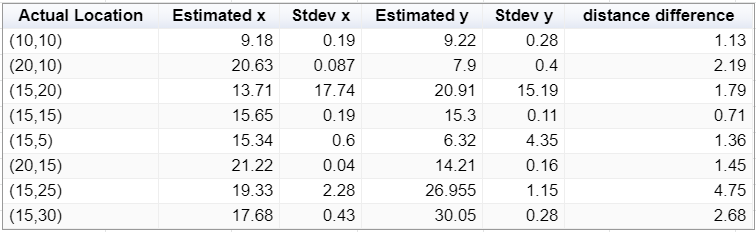 Actual Location Estimated x Stdev x Estimated y Stdev y distance difference
(10,10) 9.18 0.19 9.22 0.28 1.13
(20,10) 20.63 0.087 7.9 0.4 2.19
(15,20) 13.71 17.74 20.91 15.19 1.79
(15,15) 15.65 0.19 15.3 0.11 0.71
(15,5) 15.34 0.6 6.32 4.35 1.36
(20,15) 21.22 0.04 14.21 0.16 1.45
(15,25) 19.33 2.28 26.955 1.15 4.75
(15,30) 17.68 0.43 30.05 0.28 2.68